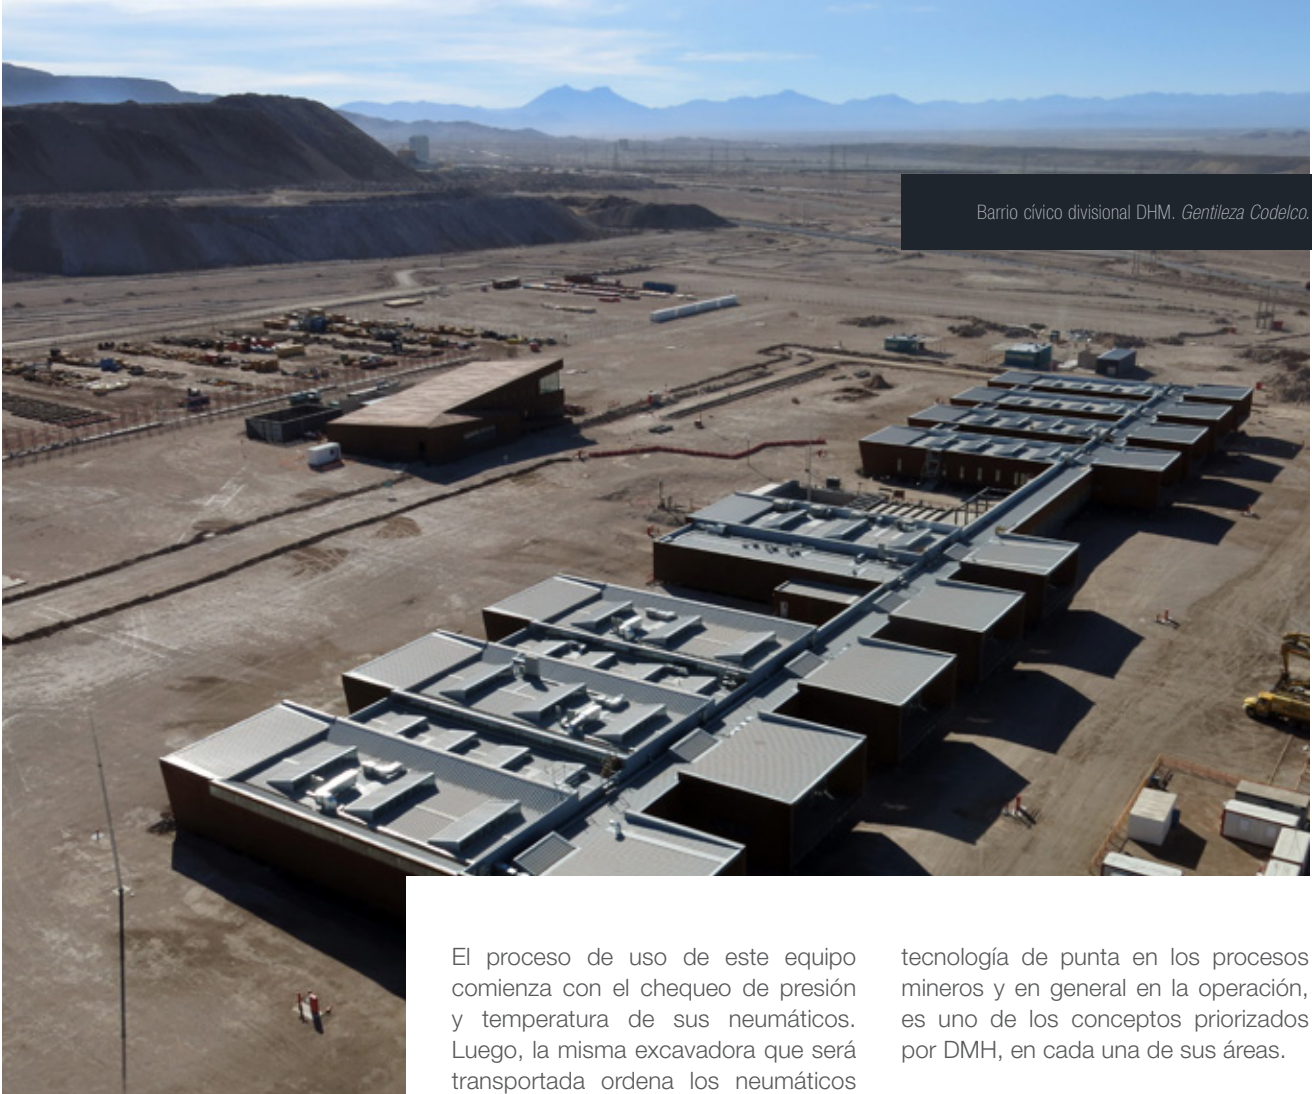 Barrio cívico divisional DHM. Gentileza Codelco.
El proceso de uso de este equipo
comienza con el chequeo de presión
y temperatura de sus neumáticos.
Luego, la misma excavadora que será
transportada ordena los neumáticos
tecnología de punta en los procesos
mineros y en general en la operación,
es uno de los conceptos priorizados
por DMH, en cada una de sus áreas.